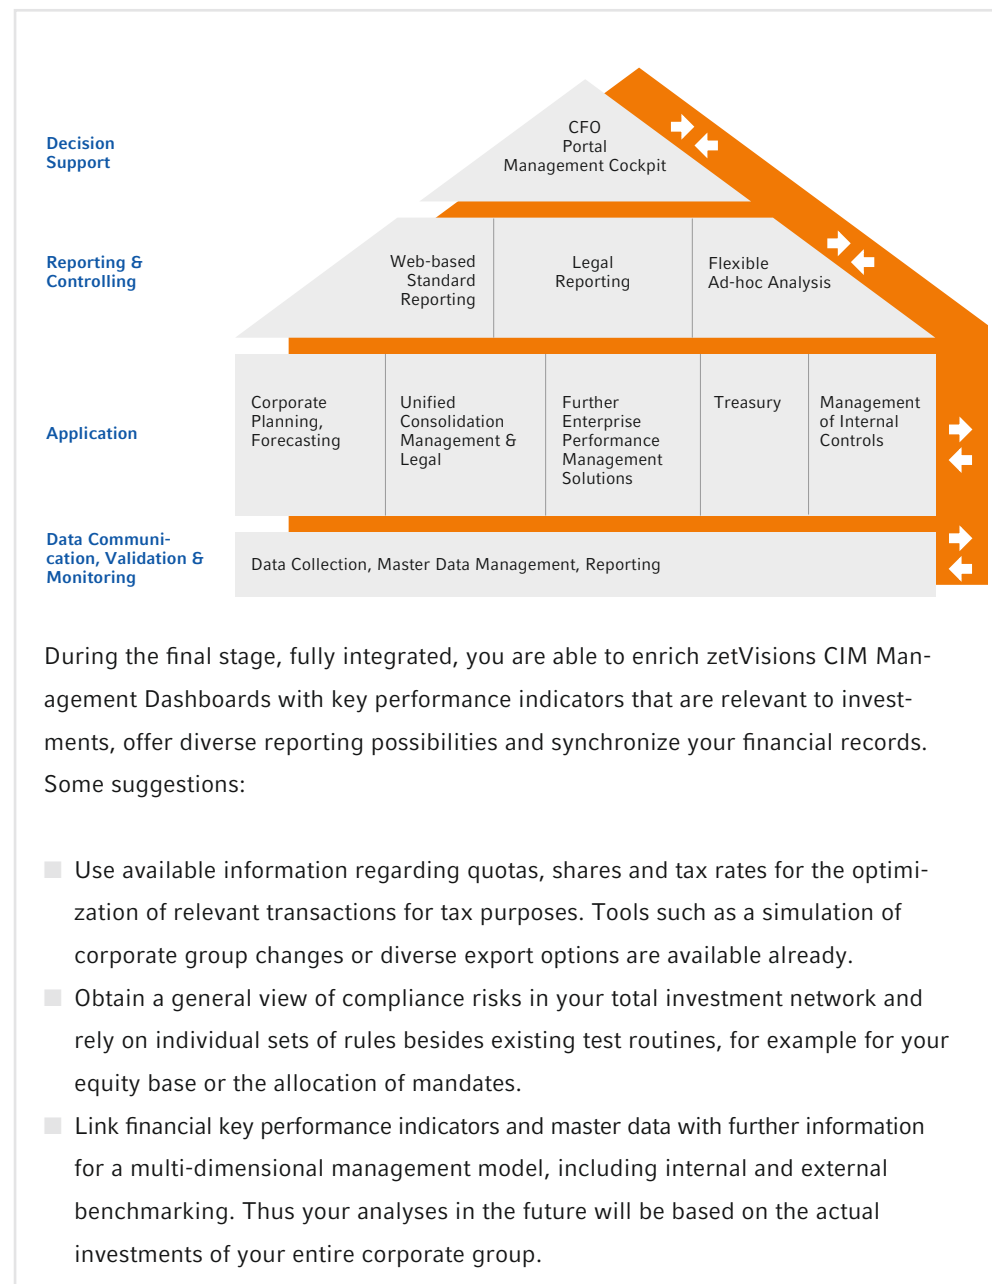 Decision
Support
CFO
Portal
Management Cockpit
Reporting &
Controlling
Web-based
Standard
Reporting
Legal
Reporting
Flexible
Ad-hoc Analysis
Application
Corporate
Planning,
Forecasting
Unified
Consolidation
Management &
Legal
Further
Enterprise
Performance
Management
Solutions
Treasury
Management
of Internal
Controls
Data Communi-
cation, Validation &
Monitoring
Data Collection, Master Data Management, Reporting
During the final stage, fully integrated, you are able to enrich zetVisions CIM Man-
agement Dashboards with key performance indicators that are relevant to invest-
ments, offer diverse reporting possibilities and synchronize your financial records.
Some suggestions:
Use available information regarding quotas, shares and tax rates for the optimi-
zation of relevant transactions for tax purposes. Tools such as a simulation of
corporate group changes or diverse export options are available already.
Obtain a general view of compliance risks in your total investment network and
rely on individual sets of rules besides existing test routines, for example for your
equity base or the allocation of mandates.
Link financial key performance indicators and master data with further information
for a multi-dimensional management model, including internal and external
benchmarking. Thus your analyses in the future will be based on the actual
investments of your entire corporate group.